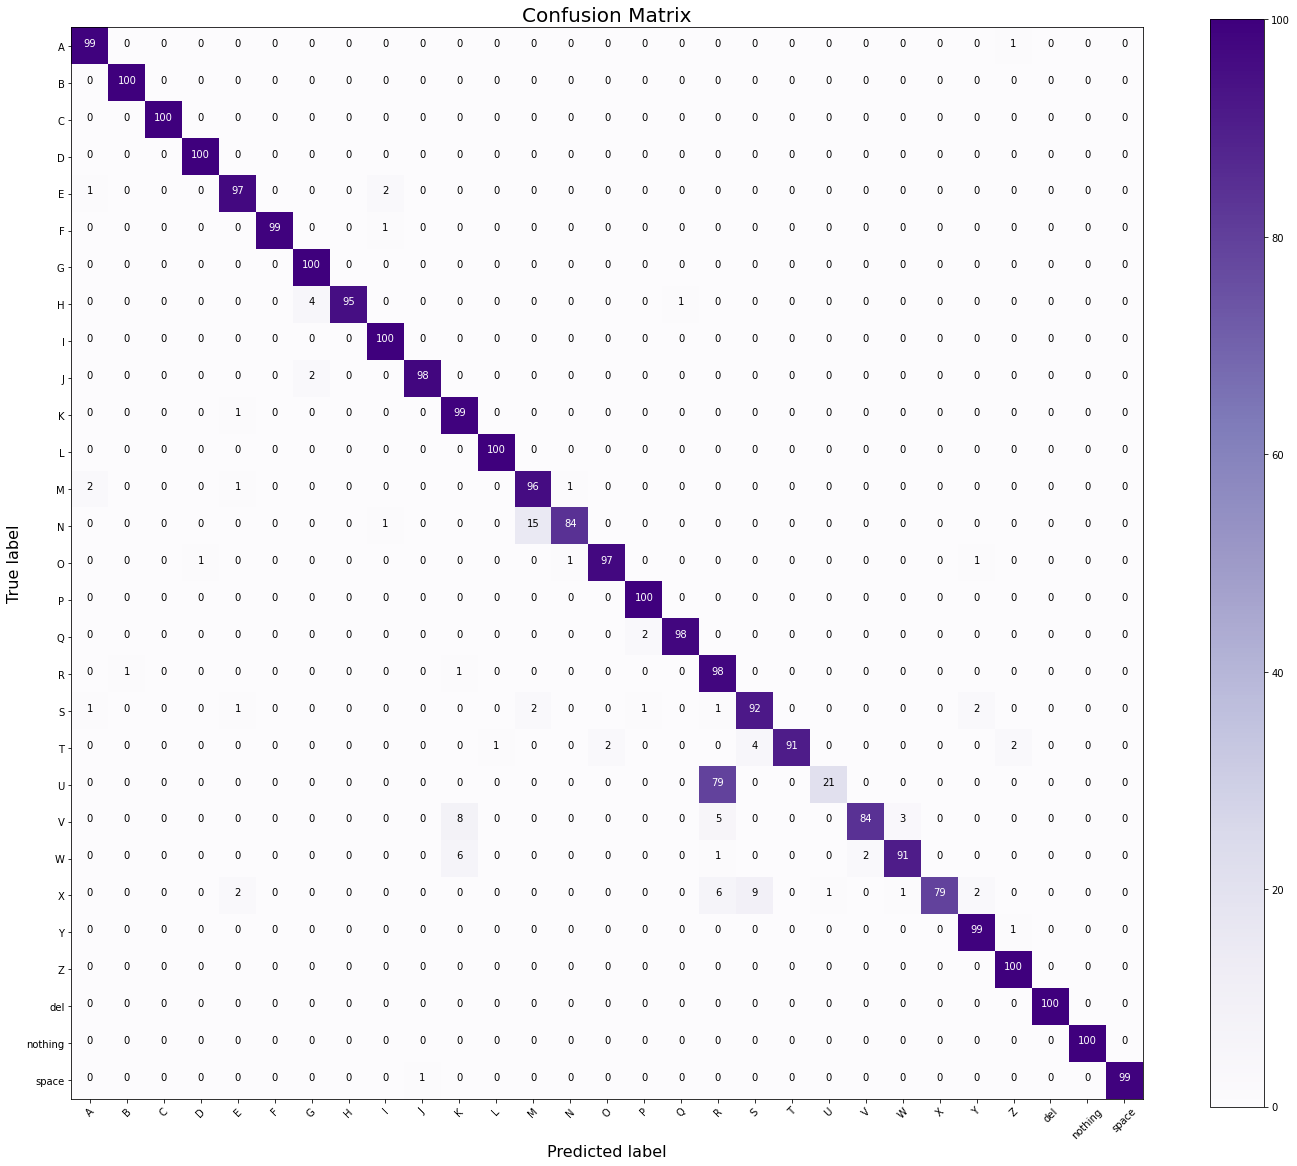 Confusion Matrix
A 99 0 0 0 0 0 0 0 0 0 0 0 0 0 0 0 0 0 0 0 0 0 0 0 0 1 0 0 0
B 0 100 0 0 0 0 0 0 0 0 0 0 0 0 0 0 0 0 0 0 0 0 0 0 0 0 0 0 0
C 0 0 100 0 0 0 0 0 0 0 0 0 0 0 0 0 0 0 0 0 0 0 0 0 0 0 0 0 0
D 0 0 0 100 0 0 0 0 0 0 0 0 0 0 0 0 0 0 0 0 0 0 0 0 0 0 0 0 0
E 1 0 0 0 97 0 0 0 2 0 0 0 0 0 0 0 0 0 0 0 0 0 0 0 0 0 0 0 0
F 0 0 0 0 0 99 0 0 1 0 0 0 0 0 0 0 0 0 0 0 0 0 0 0 0 0 0 0 0
G 0 0 0 0 0 0 100 0 0 0 0 0 0 0 0 0 0 0 0 0 0 0 0 0 0 0 0 0 0
H 0 0 0 0 0 0 4 95 0 0 0 0 0 0 0 0 1 0 0 0 0 0 0 0 0 0 0 0 0
I 0 0 0 0 0 0 0 0 100 0 0 0 0 0 0 0 0 0 0 0 0 0 0 0 0 0 0 0 0
J 0 0 0 0 0 0 2 0 0 98 0 0 0 0 0 0 0 0 0 0 0 0 0 0 0 0 0 0 0
K 0 0 0 0 1 0 0 0 0 0 99 0 0 0 0 0 0 0 0 0 0 0 0 0 0 0 0 0 0
L 0 0 0 0 0 0 0 0 0 0 0 100 0 0 0 0 0 0 0 0 0 0 0 0 0 0 0 0 0
M 2 0 0 0 1 0 0 0 0 0 0 0 96 1 0 0 0 0 0 0 0 0 0 0 0 0 0 0 0
N 0 0 0 0 0 0 0 0 1 0 0 0 15 84 0 0 0 0 0 0 0 0 0 0 0 0 0 0 0
O 0 0 0 1 0 0 0 0 0 0 0 0 0 1 97 0 0 0 0 0 0 0 0 0 1 0 0 0 0
P 0 0 0 0 0 0 0 0 0 0 0 0 0 0 0 100 0 0 0 0 0 0 0 0 0 0 0 0 0
Q 0 0 0 0 0 0 0 0 0 0 0 0 0 0 0 2 98 0 0 0 0 0 0 0 0 0 0 0 0
R 0 1 0 0 0 0 0 0 0 0 1 0 0 0 0 0 0 98 0 0 0 0 0 0 0 0 0 0 0
S 1 0 0 0 1 0 0 0 0 0 0 0 2 0 0 1 0 1 92 0 0 0 0 0 2 0 0 0 0
T 0 0 0 0 0 0 0 0 0 0 0 1 0 0 2 0 0 0 4 91 0 0 0 0 0 2 0 0 0
U 0 0 0 0 0 0 0 0 0 0 0 0 0 0 0 0 0 79 0 0 21 0 0 0 0 0 0 0 0
V 0 0 0 0 0 0 0 0 0 0 8 0 0 0 0 0 0 5 0 0 0 84 3 0 0 0 0 0 0
W 0 0 0 0 0 0 0 0 0 0 6 0 0 0 0 0 0 1 0 0 0 2 91 0 0 0 0 0 0
X 0 0 0 0 2 0 0 0 0 0 0 0 0 0 0 0 0 6 9 0 1 0 1 79 2 0 0 0 0
Y 0 0 0 0 0 0 0 0 0 0 0 0 0 0 0 0 0 0 0 0 0 0 0 0 99 1 0 0 0
Z 0 0 0 0 0 0 0 0 0 0 0 0 0 0 0 0 0 0 0 0 0 0 0 0 0 100 0 0 0
del 0 0 0 0 0 0 0 0 0 0 0 0 0 0 0 0 0 0 0 0 0 0 0 0 0 0 100 0 0
nothing 0 0 0 0 0 0 0 0 0 0 0 0 0 0 0 0 0 0 0 0 0 0 0 0 0 0 0 100 0
space 0 0 0 0 0 0 0 0 0 1 0 0 0 0 0 0 0 0 0 0 0 0 0 0 0 0 0 0 99
A B C D E F G H I J K L M N O P Q R S T U V W X Y Z del nothing space
True label
Predicted label
100
80
60
40
20
0